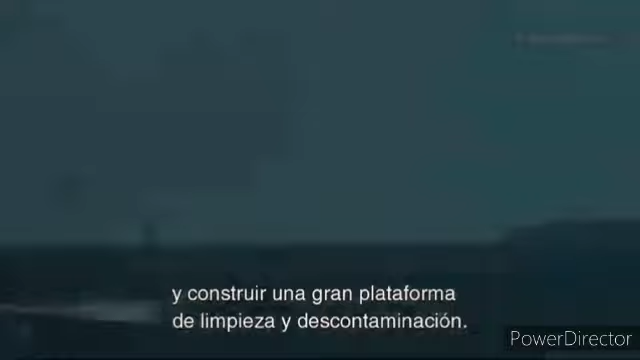 y construir una gran plataforma
de limpieza y descontaminación.
PowerDirector